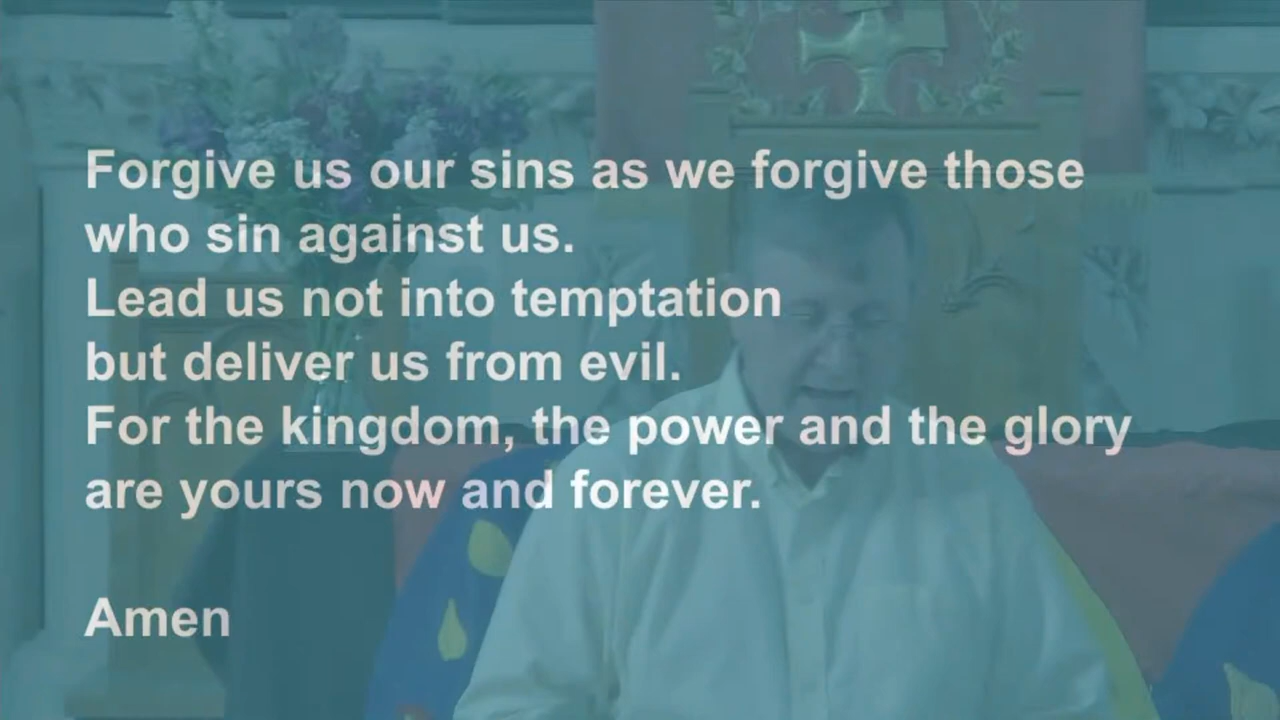 Forgive us our sins as we forgive those
who sin against us.
Lead us not into temptation
but deliver us from evil.
For the kingdom, the power and the glory
are yours now and forever.
Amen